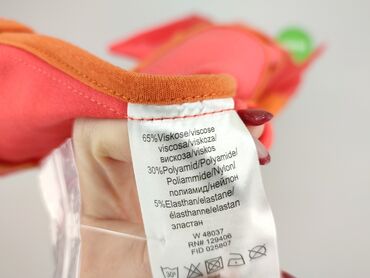 65%Viskose/viscose
viscosa/viskoza/
вискоза/viskos
30%Polyamid/Polyamide/
Poliammide/Nylon/
полиамид/нейлон
5%Elasthan/elastane/
élasthanne/elastan
эластан
W 48037
RN# 129406
FID 025807
30°